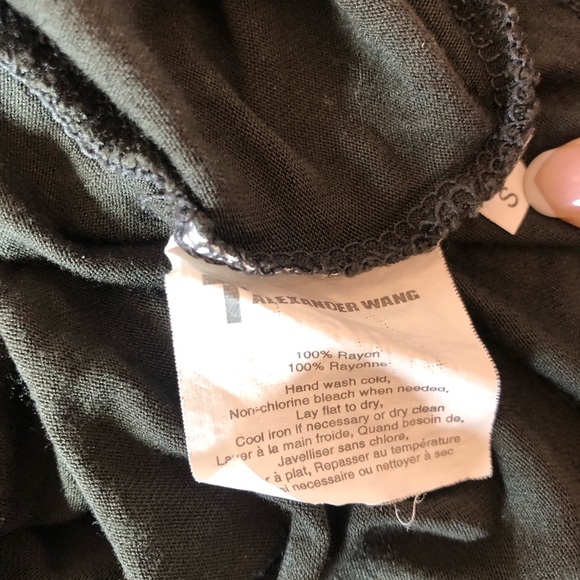 T ALEXANDER WANG
S
100% Rayon
100% Rayonne
Hand wash cold,
Non-chlorine bleach when needed,
Lay flat to dry,
Cool iron if necessary or dry clean
Laver à la main froide, Quand besoin de,
Javelliser sans chlore,
à plat, Repasser au température
si necessaire ou nettoyer à sec